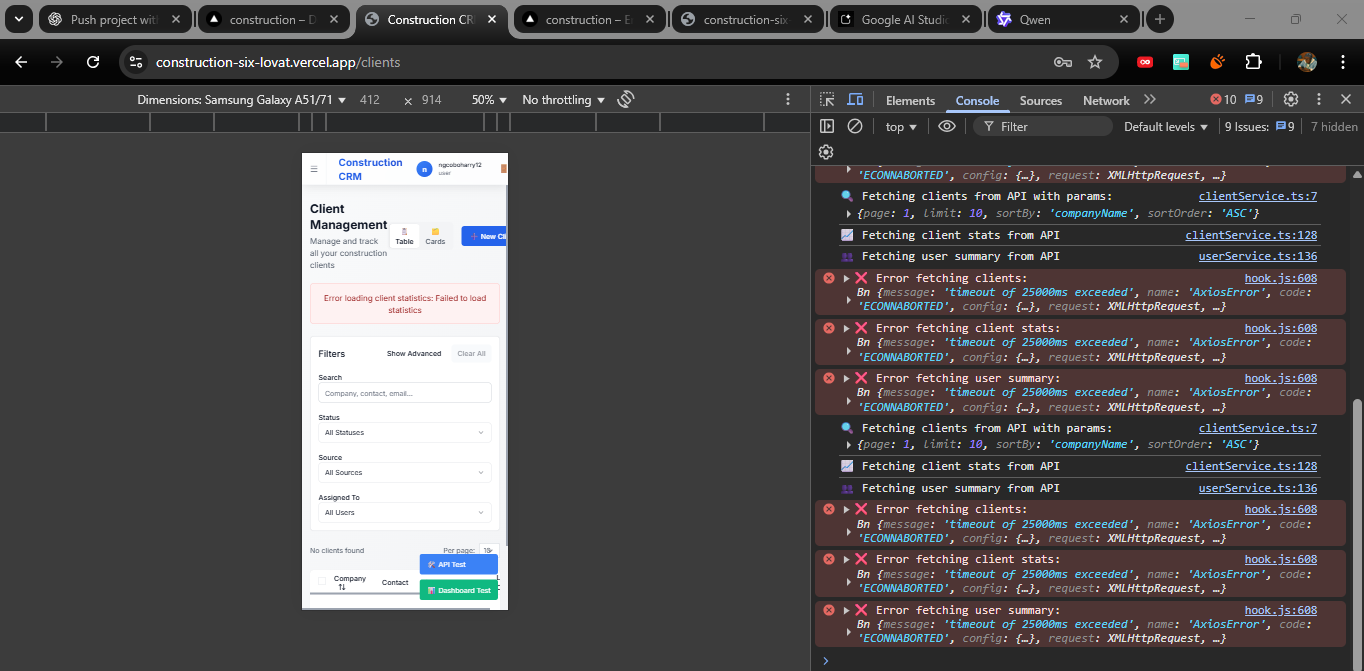 Push project with
construction – D
Construction CR
construction – E
construction-six-
Google AI Studio
Qwen
construction-six-lovat.vercel.app/clients
Dimensions: Samsung Galaxy A51/71 412 × 914 50% No throttling
Elements Console Sources Network 10 9
top Filter Default levels 9 Issues: 9 7 hidden
Construction CRM
n
ngcoboharry12
user
Client Management
Manage and track all your construction clients
Table
Cards
New Cl
Error loading client statistics: Failed to load statistics
Filters Show Advanced Clear All
Search
Company, contact, email...
Status
All Statuses
Source
All Sources
Assigned To
All Users
No clients found Per page: 10
API Test
Company Contact
Dashboard Test
'ECONNABORTED', config: {…}, request: XMLHttpRequest, …}
Fetching clients from API with params: clientService.ts:7
{page: 1, limit: 10, sortBy: 'companyName', sortOrder: 'ASC'}
Fetching client stats from API clientService.ts:128
Fetching user summary from API userService.ts:136
Error fetching clients: hook.js:608
Bn {message: 'timeout of 25000ms exceeded', name: 'AxiosError', code:
'ECONNABORTED', config: {…}, request: XMLHttpRequest, …}
Error fetching client stats: hook.js:608
Bn {message: 'timeout of 25000ms exceeded', name: 'AxiosError', code:
'ECONNABORTED', config: {…}, request: XMLHttpRequest, …}
Error fetching user summary: hook.js:608
Bn {message: 'timeout of 25000ms exceeded', name: 'AxiosError', code:
'ECONNABORTED', config: {…}, request: XMLHttpRequest, …}
Fetching clients from API with params: clientService.ts:7
{page: 1, limit: 10, sortBy: 'companyName', sortOrder: 'ASC'}
Fetching client stats from API clientService.ts:128
Fetching user summary from API userService.ts:136
Error fetching clients: hook.js:608
Bn {message: 'timeout of 25000ms exceeded', name: 'AxiosError', code:
'ECONNABORTED', config: {…}, request: XMLHttpRequest, …}
Error fetching client stats: hook.js:608
Bn {message: 'timeout of 25000ms exceeded', name: 'AxiosError', code:
'ECONNABORTED', config: {…}, request: XMLHttpRequest, …}
Error fetching user summary: hook.js:608
Bn {message: 'timeout of 25000ms exceeded', name: 'AxiosError', code:
'ECONNABORTED', config: {…}, request: XMLHttpRequest, …}